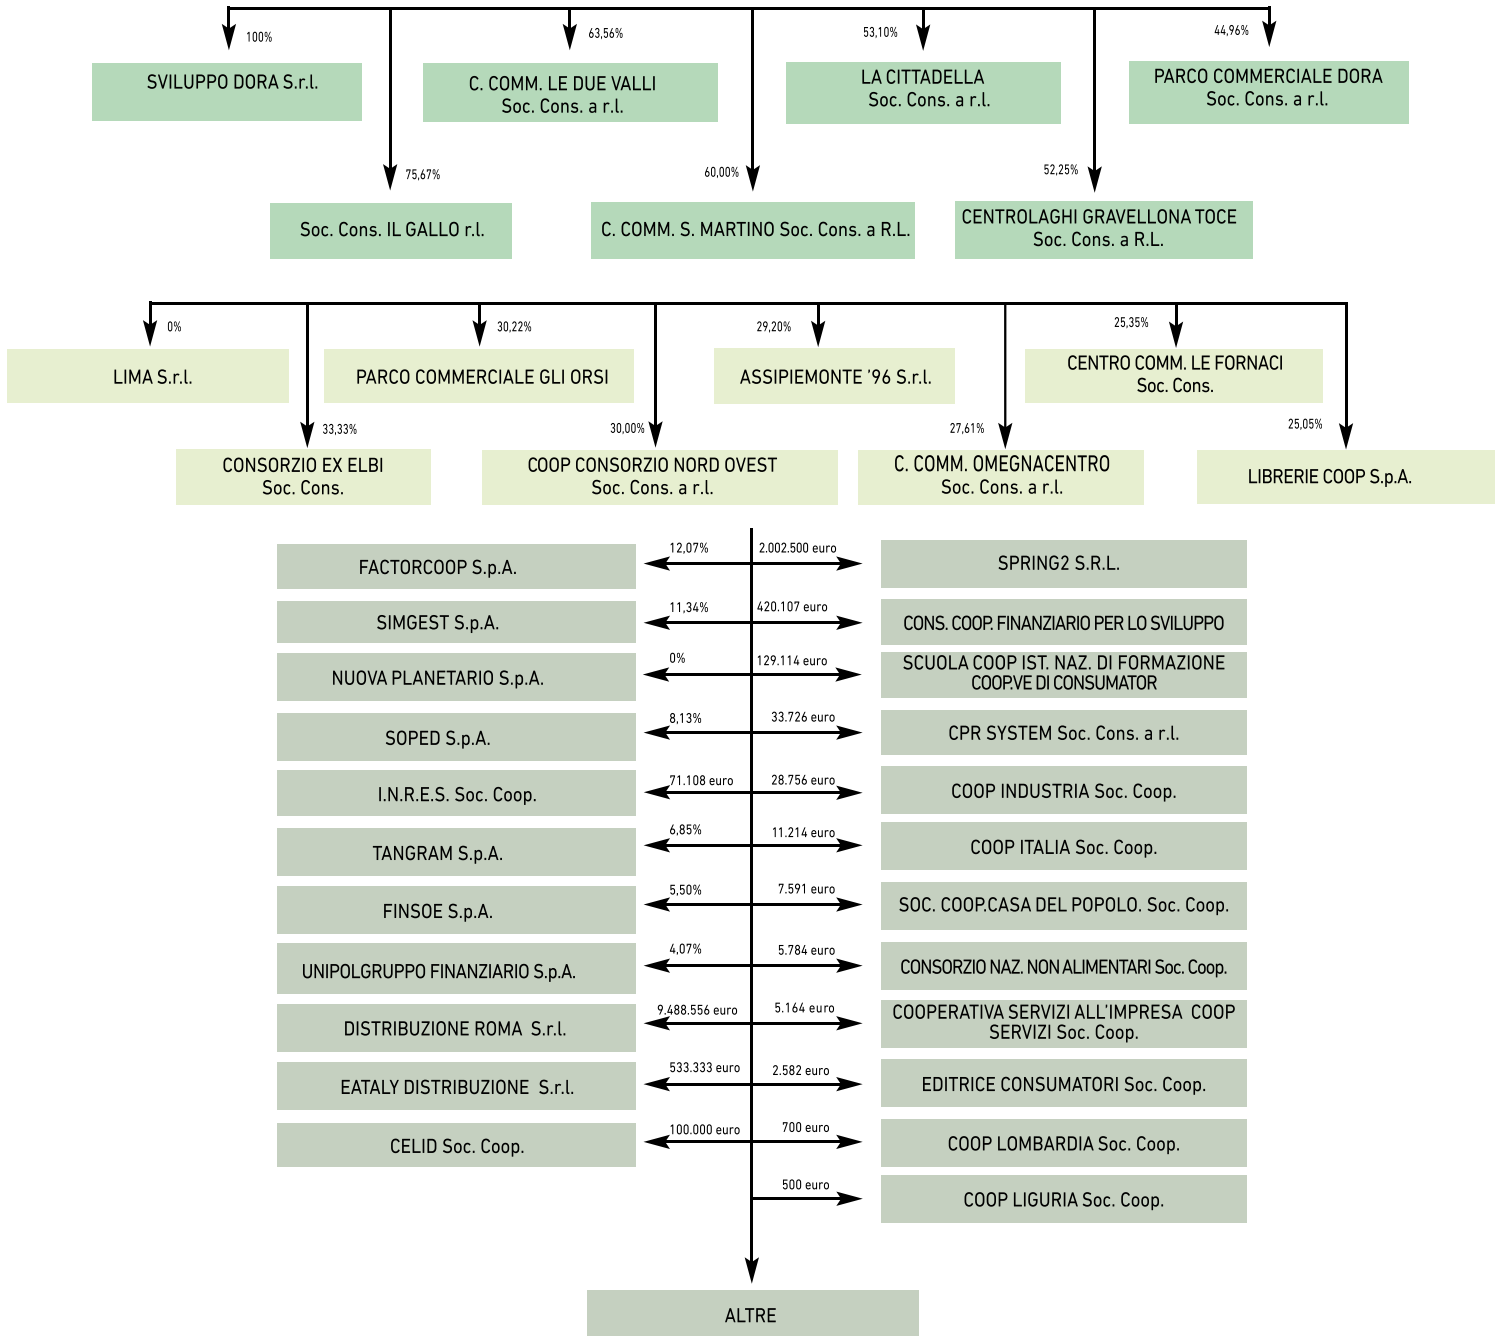 100%
63,56%
53,10%
44,96%
SVILUPPO DORA S.r.l.
C. COMM. LE DUE VALLI
Soc. Cons. a r.l.
LA CITTADELLA
Soc. Cons. a r.l.
PARCO COMMERCIALE DORA
Soc. Cons. a r.l.
75,67%
60,00%
52,25%
Soc. Cons. IL GALLO r.l.
C. COMM. S. MARTINO Soc. Cons. a R.L.
CENTROLAGHI GRAVELLONA TOCE
Soc. Cons. a R.L.
0%
30,22%
29,20%
25,35%
LIMA S.r.l.
PARCO COMMERCIALE GLI ORSI
ASSIPIEMONTE '96 S.r.l.
CENTRO COMM. LE FORNACI
Soc. Cons.
33,33%
30,00%
27,61%
25,05%
CONSORZIO EX ELBI
Soc. Cons.
COOP CONSORZIO NORD OVEST
Soc. Cons. a r.l.
C. COMM. OMEGNACENTRO
Soc. Cons. a r.l.
LIBRERIE COOP S.p.A.
12,07%
2.002.500 euro
FACTORCOOP S.p.A.
SPRING2 S.R.L.
11,34%
420.107 euro
SIMGEST S.p.A.
CONS. COOP. FINANZIARIO PER LO SVILUPPO
0%
129.114 euro
NUOVA PLANETARIO S.p.A.
SCUOLA COOP IST. NAZ. DI FORMAZIONE
COOP.VE DI CONSUMATOR
8,13%
33.726 euro
SOPED S.p.A.
CPR SYSTEM Soc. Cons. a r.l.
71.108 euro
28.756 euro
I.N.R.E.S. Soc. Coop.
COOP INDUSTRIA Soc. Coop.
6,85%
11.214 euro
TANGRAM S.p.A.
COOP ITALIA Soc. Coop.
5,50%
7.591 euro
FINSOE S.p.A.
SOC. COOP.CASA DEL POPOLO. Soc. Coop.
4,07%
5.784 euro
UNIPOLGRUPPO FINANZIARIO S.p.A.
CONSORZIO NAZ. NON ALIMENTARI Soc. Coop.
9.488.556 euro
5.164 euro
DISTRIBUZIONE ROMA S.r.l.
COOPERATIVA SERVIZI ALL'IMPRESA COOP
SERVIZI Soc. Coop.
533.333 euro
2.582 euro
EATALY DISTRIBUZIONE S.r.l.
EDITRICE CONSUMATORI Soc. Coop.
100.000 euro
700 euro
CELID Soc. Coop.
COOP LOMBARDIA Soc. Coop.
500 euro
COOP LIGURIA Soc. Coop.
ALTRE